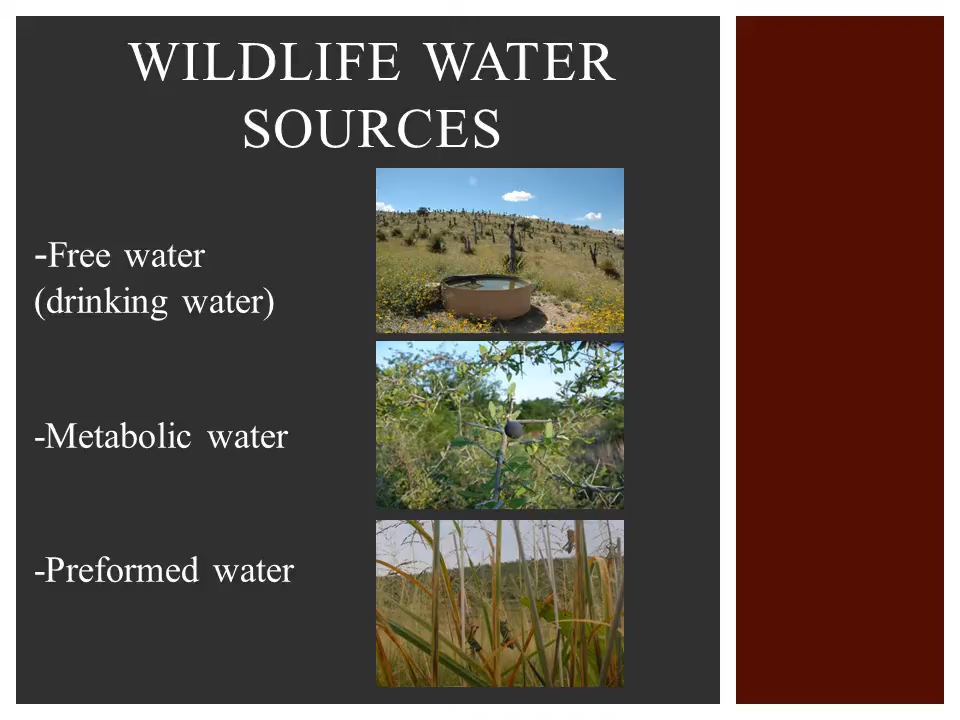 WILDLIFE WATER
SOURCES
-Free water
(drinking water)
-Metabolic water
-Preformed water